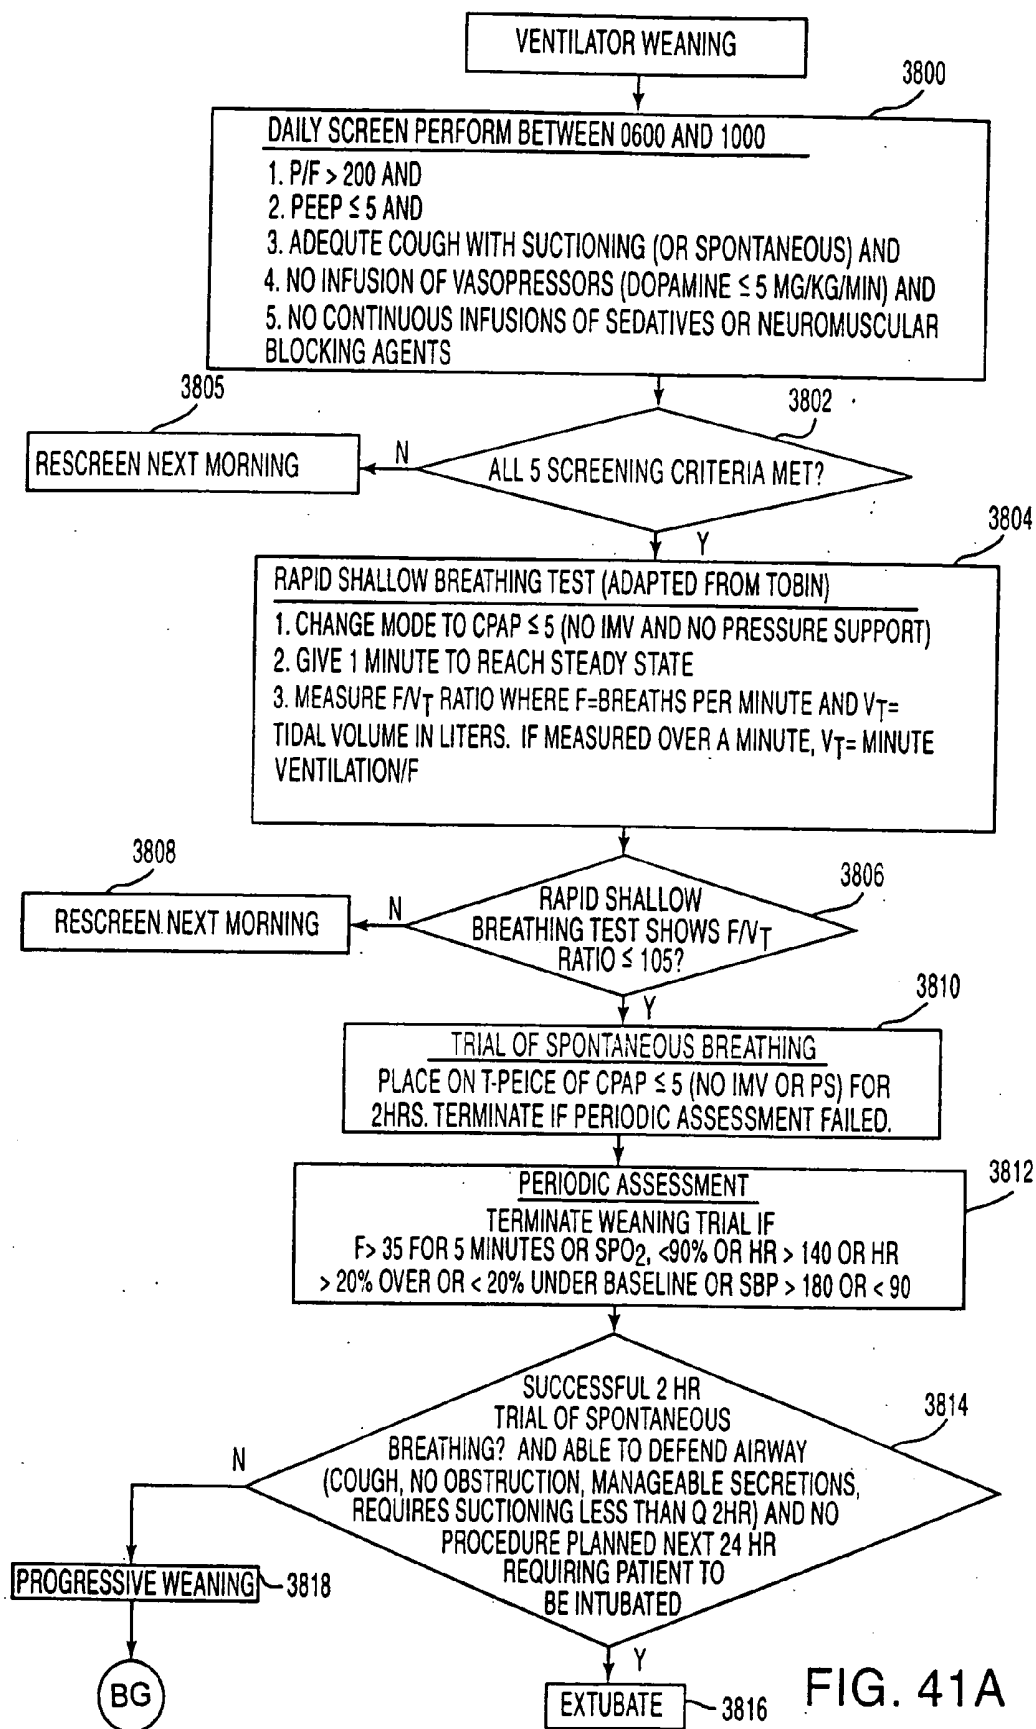 VENTILATOR WEANING
3800
DAILY SCREEN PERFORM BETWEEN 0600 AND 1000
1. P/F > 200 AND
2. PEEP ≤ 5 AND
3. ADEQUTE COUGH WITH SUCTIONING (OR SPONTANEOUS) AND
4. NO INFUSION OF VASOPRESSORS (DOPAMINE ≤ 5 MG/KG/MIN) AND
5. NO CONTINUOUS INFUSIONS OF SEDATIVES OR NEUROMUSCULAR
BLOCKING AGENTS
3805
3802
RESCREEN NEXT MORNING
N
ALL 5 SCREENING CRITERIA MET?
Y
3804
RAPID SHALLOW BREATHING TEST (ADAPTED FROM TOBIN)
1. CHANGE MODE TO CPAP ≤ 5 (NO IMV AND NO PRESSURE SUPPORT)
2. GIVE 1 MINUTE TO REACH STEADY STATE
3. MEASURE F/VT RATIO WHERE F=BREATHS PER MINUTE AND VT=
TIDAL VOLUME IN LITERS. IF MEASURED OVER A MINUTE, VT= MINUTE
VENTILATION/F
3808
3806
RESCREEN NEXT MORNING
N
RAPID SHALLOW
BREATHING TEST SHOWS F/VT
RATIO ≤ 105?
Y
3810
TRIAL OF SPONTANEOUS BREATHING
PLACE ON T-PEICE OF CPAP ≤ 5 (NO IMV OR PS) FOR
2HRS. TERMINATE IF PERIODIC ASSESSMENT FAILED.
3812
PERIODIC ASSESSMENT
TERMINATE WEANING TRIAL IF
F> 35 FOR 5 MINUTES OR SPO2, <90% OR HR > 140 OR HR
> 20% OVER OR < 20% UNDER BASELINE OR SBP > 180 OR < 90
3814
SUCCESSFUL 2 HR
TRIAL OF SPONTANEOUS
BREATHING? AND ABLE TO DEFEND AIRWAY
(COUGH, NO OBSTRUCTION, MANAGEABLE SECRETIONS,
REQUIRES SUCTIONING LESS THAN Q 2HR) AND NO
PROCEDURE PLANNED NEXT 24 HR
REQUIRING PATIENT TO
BE INTUBATED
N
PROGRESSIVE WEANING
3818
BG
Y
EXTUBATE
3816
FIG. 41A